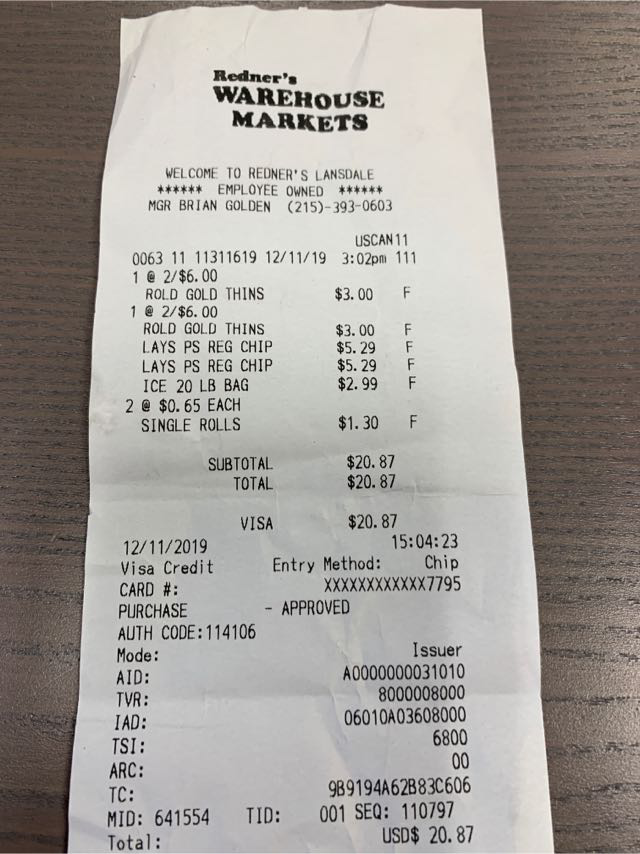 Redner's
WAREHOUSE
MARKETS
WELCOME TO REDNER'S LANSDALE
****** EMPLOYEE OWNED ******
MGR BRIAN GOLDEN (215)-393-0603
USCAN11
0063 11 11311619 12/11/19 3:02pm 111
1 @ 2/$6.00
ROLD GOLD THINS $3.00 F
1 @ 2/$6.00
ROLD GOLD THINS $3.00 F
LAYS PS REG CHIP $5.29 F
LAYS PS REG CHIP $5.29 F
ICE 20 LB BAG $2.99 F
2 @ $0.65 EACH
SINGLE ROLLS $1.30 F
SUBTOTAL $20.87
TOTAL $20.87
VISA $20.87
12/11/2019 15:04:23
Visa Credit Entry Method: Chip
CARD #: XXXXXXXXXXXX7795
PURCHASE - APPROVED
AUTH CODE:114106
Mode: Issuer
AID: A0000000031010
TVR: 8000008000
IAD: 06010A03608000
TSI: 6800
ARC: 00
TC: 9B9194A62B83C606
MID: 641554 TID: 001 SEQ: 110797
Total: USD$ 20.87